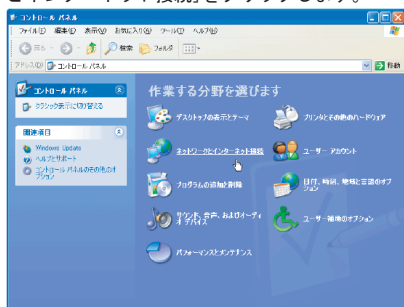 とインターネット接続」をクリックします。
コントロール パネル
ファイル(F) 編集(E) 表示(V) お気に入り(A) ツール(T) ヘルプ(H)
戻る 検索 フォルダ
アドレス(D) コントロール パネル 移動
コントロール パネル
クラシック表示に切り替える
関連項目
Windows Update
ヘルプとサポート
コントロール パネルのその他のオプション
作業する分野を選びます
デスクトップの表示とテーマ
プリンタとその他のハードウェア
ネットワークとインターネット接続
ユーザー アカウント
プログラムの追加と削除
日付、時刻、地域と言語のオプション
サウンド、音声、およびオーディオ デバイス
ユーザー補助のオプション
パフォーマンスとメンテナンス